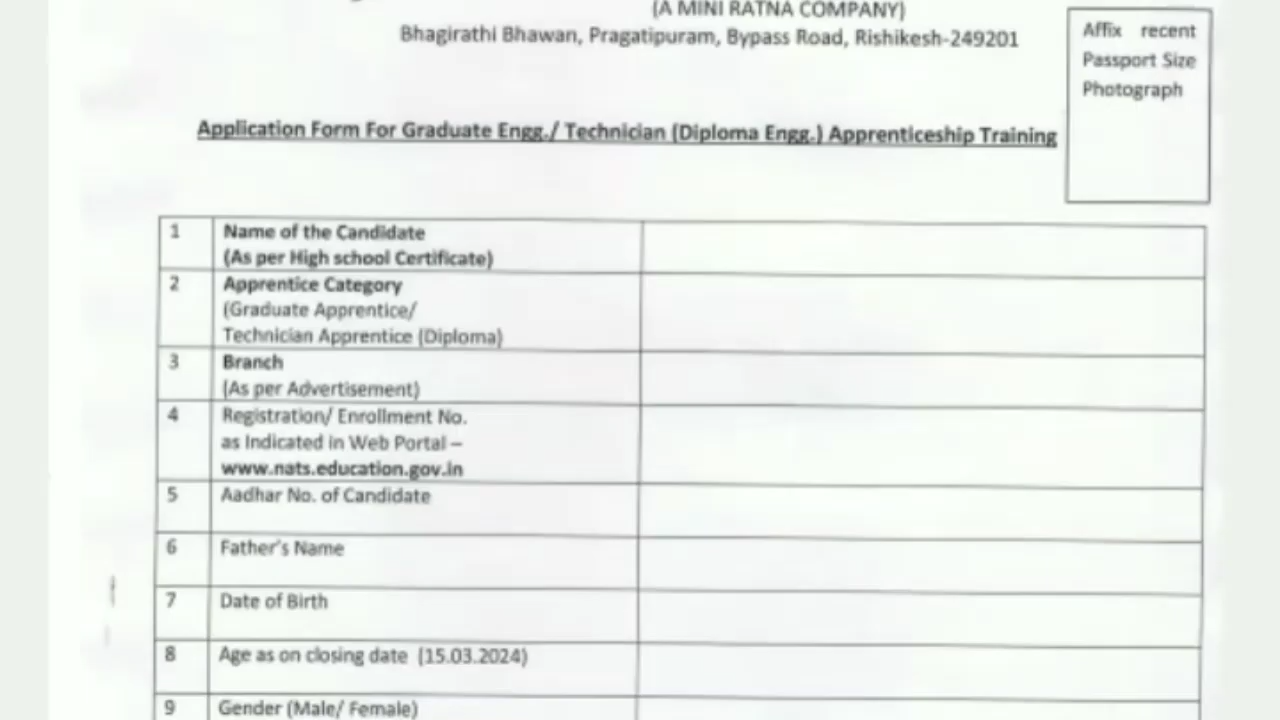 (A MINI RATNA COMPANY)
Bhagirathi Bhawan, Pragatipuram, Bypass Road, Rishikesh-249201
Affix recent
Passport Size
Photograph
Application Form For Graduate Engg./ Technician (Diploma Engg.) Apprenticeship Training
1 Name of the Candidate
(As per High school Certificate)
2 Apprentice Category
(Graduate Apprentice/
Technician Apprentice (Diploma)
3 Branch
(As per Advertisement)
4 Registration/ Enrollment No.
as Indicated in Web Portal –
www.nats.education.gov.in
5 Aadhar No. of Candidate
6 Father's Name
7 Date of Birth
8 Age as on closing date (15.03.2024)
9 Gender (Male/ Female)